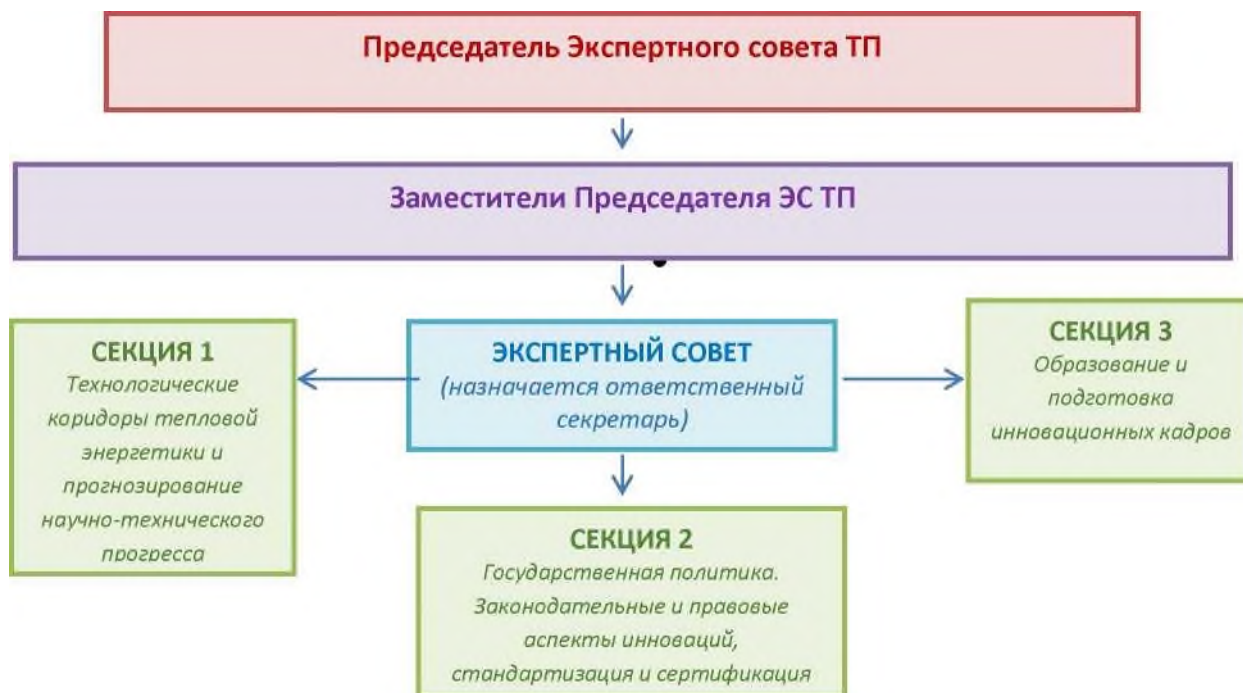 Председатель Экспертного совета ТП
Заместители Председателя ЭС ТП
СЕКЦИЯ 1
Технологические
коридоры тепловой
энергетики и
прогнозирование
научно-технического
прогресса
ЭКСПЕРТНЫЙ СОВЕТ
(назначается ответственный
секретарь)
СЕКЦИЯ 3
Образование и
подготовка
инновационных кадров
СЕКЦИЯ 2
Государственная политика.
Законодательные и правовые
аспекты инноваций,
стандартизация и сертификация